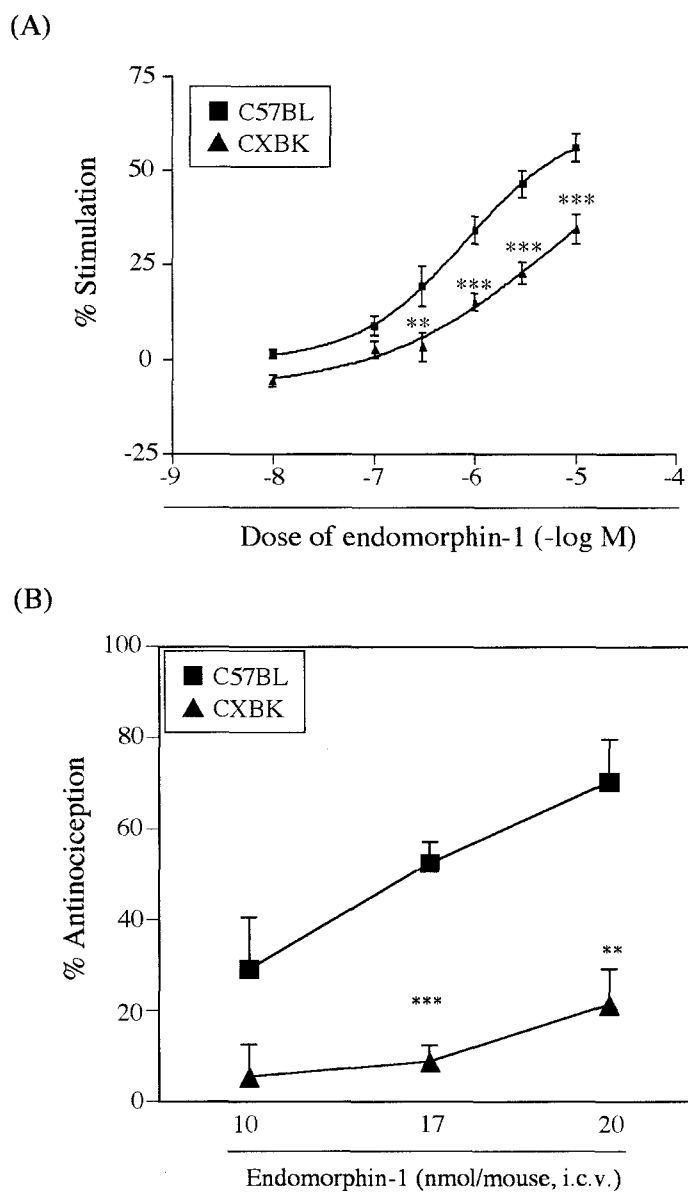 (A)
75
50
25
0
-25
% Stimulation
C57BL
CXBK
**
***
***
***
-9 -8 -7 -6 -5 -4
Dose of endomorphin-1 (-log M)
(B)
100
80
60
40
20
0
% Antinociception
C57BL
CXBK
***
**
10 17 20
Endomorphin-1 (nmol/mouse, i.c.v.)